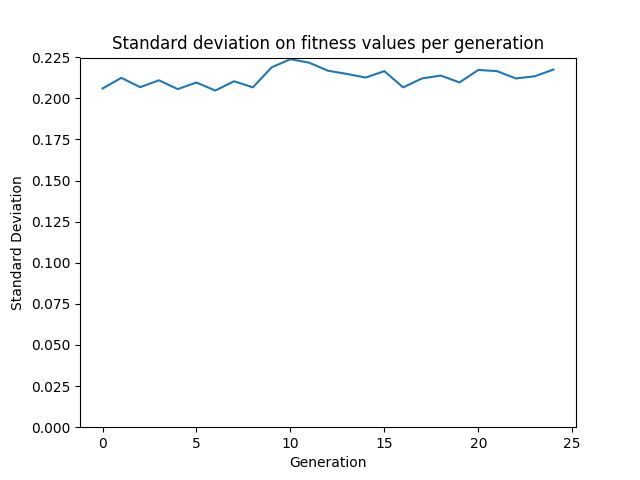 Standard deviation on fitness values per generation
0.225
0.200
0.175
0.150
0.125
0.100
0.075
0.050
0.025
0.000
Standard Deviation
0 5 10 15 20 25
Generation